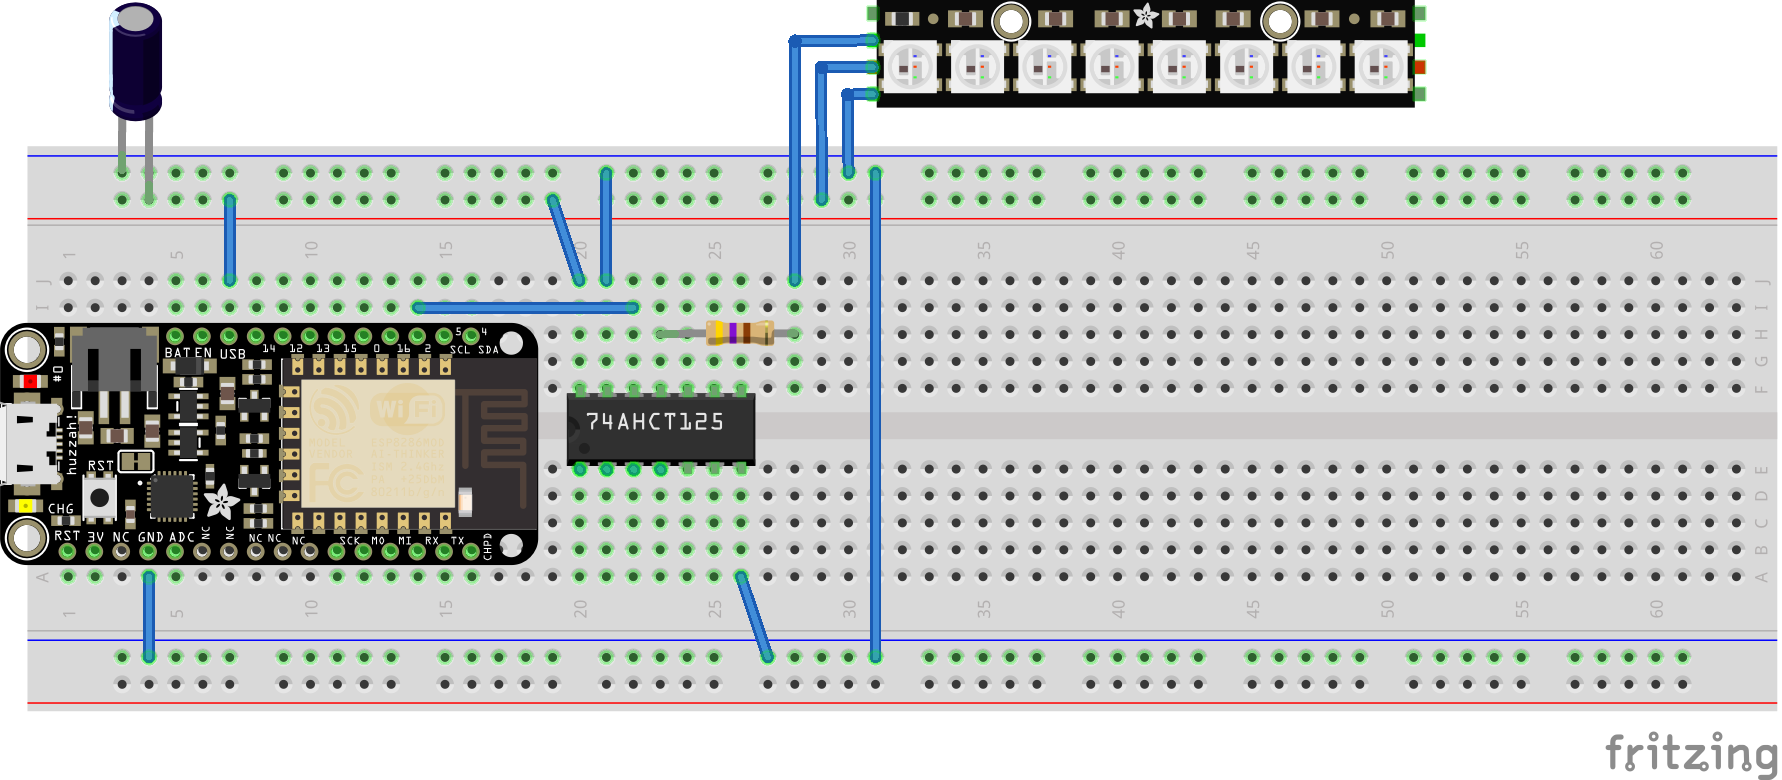 1 5 10 15 20 25 30 35 40 45 50 55 60
J J
I I
H
G
F
BAT EN USB 14 12 13 15 0 16 2 5 4
SCL SDA
#0
WiFi
74AHCT125
huzzah!
FCC
RST
CHG
E
D
C
B
RST 3V NC GND ADC NC NC NC NC NC SCK MO MI RX TX CHPD
A A
1 5 10 15 20 25 30 35 40 45 50 55 60
fritzing